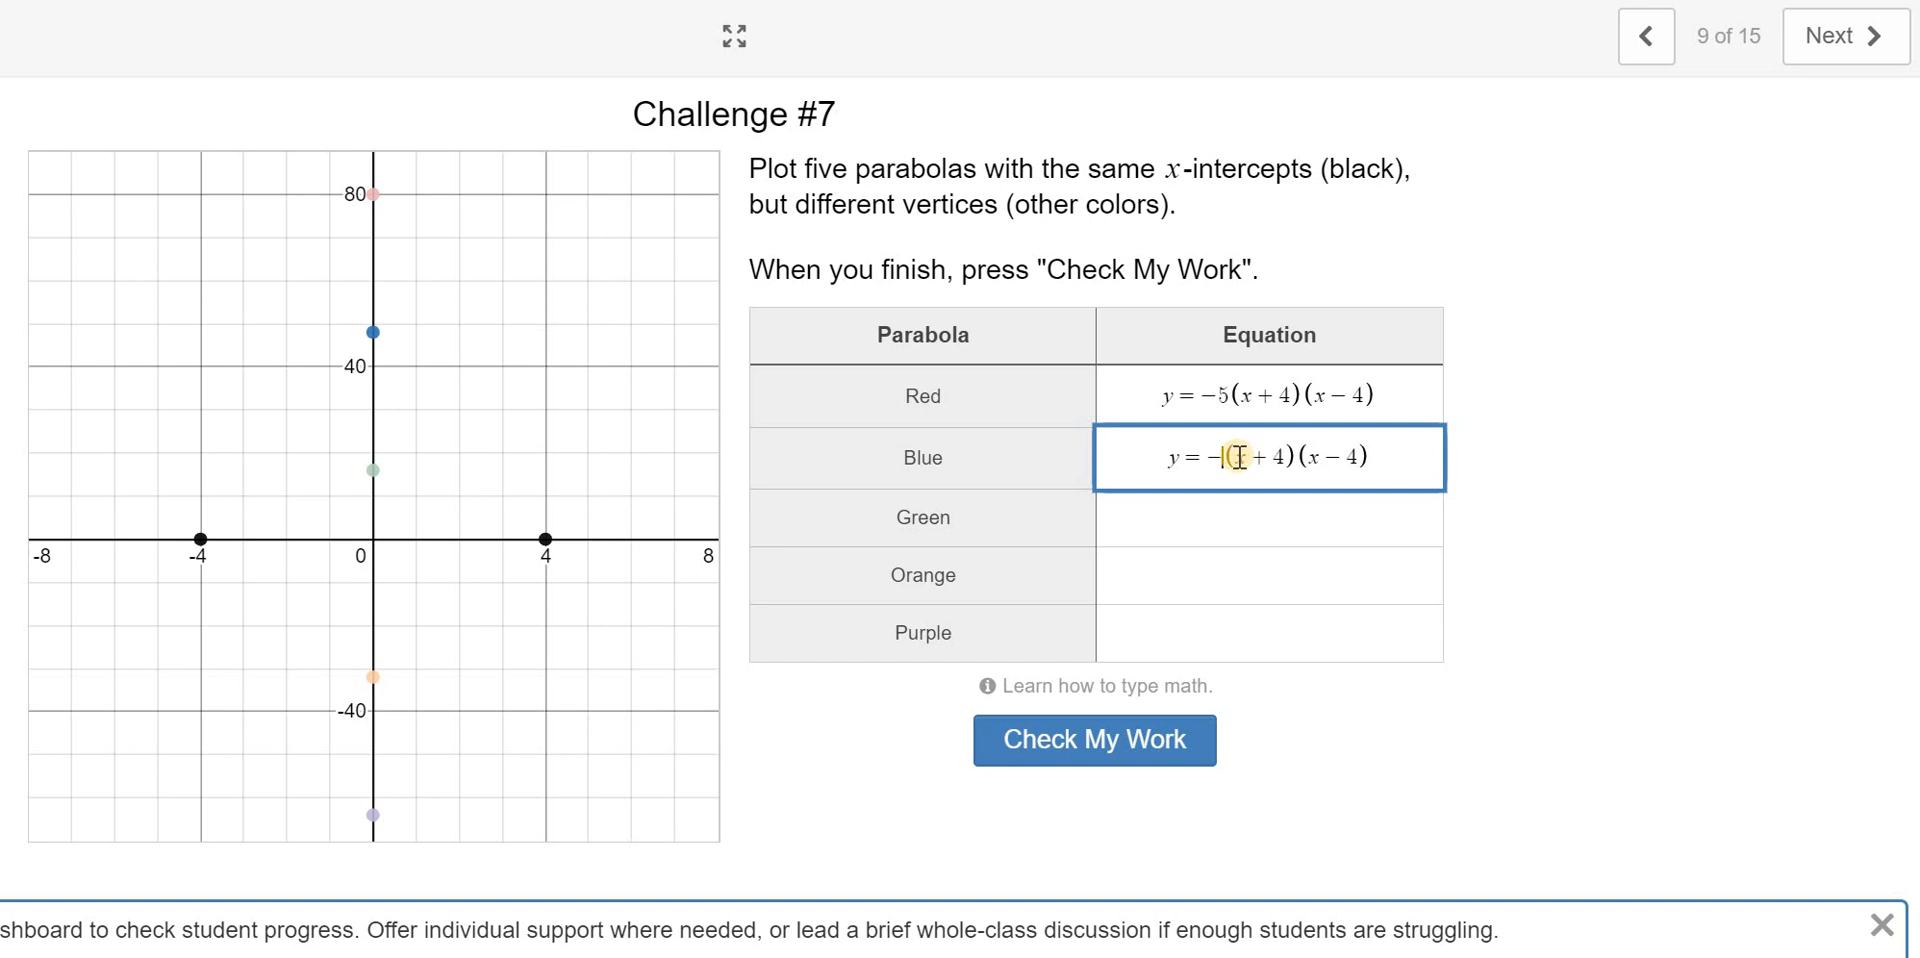 9 of 15
Next
Challenge #7
Plot five parabolas with the same x-intercepts (black),
but different vertices (other colors).
When you finish, press "Check My Work".
Parabola Equation
Red y = −5(x + 4)(x − 4)
Blue y = −(x + 4)(x − 4)
Green
Orange
Purple
Learn how to type math.
Check My Work
80
40
-8 -4 0 4 8
-40
shboard to check student progress. Offer individual support where needed, or lead a brief whole-class discussion if enough students are struggling.